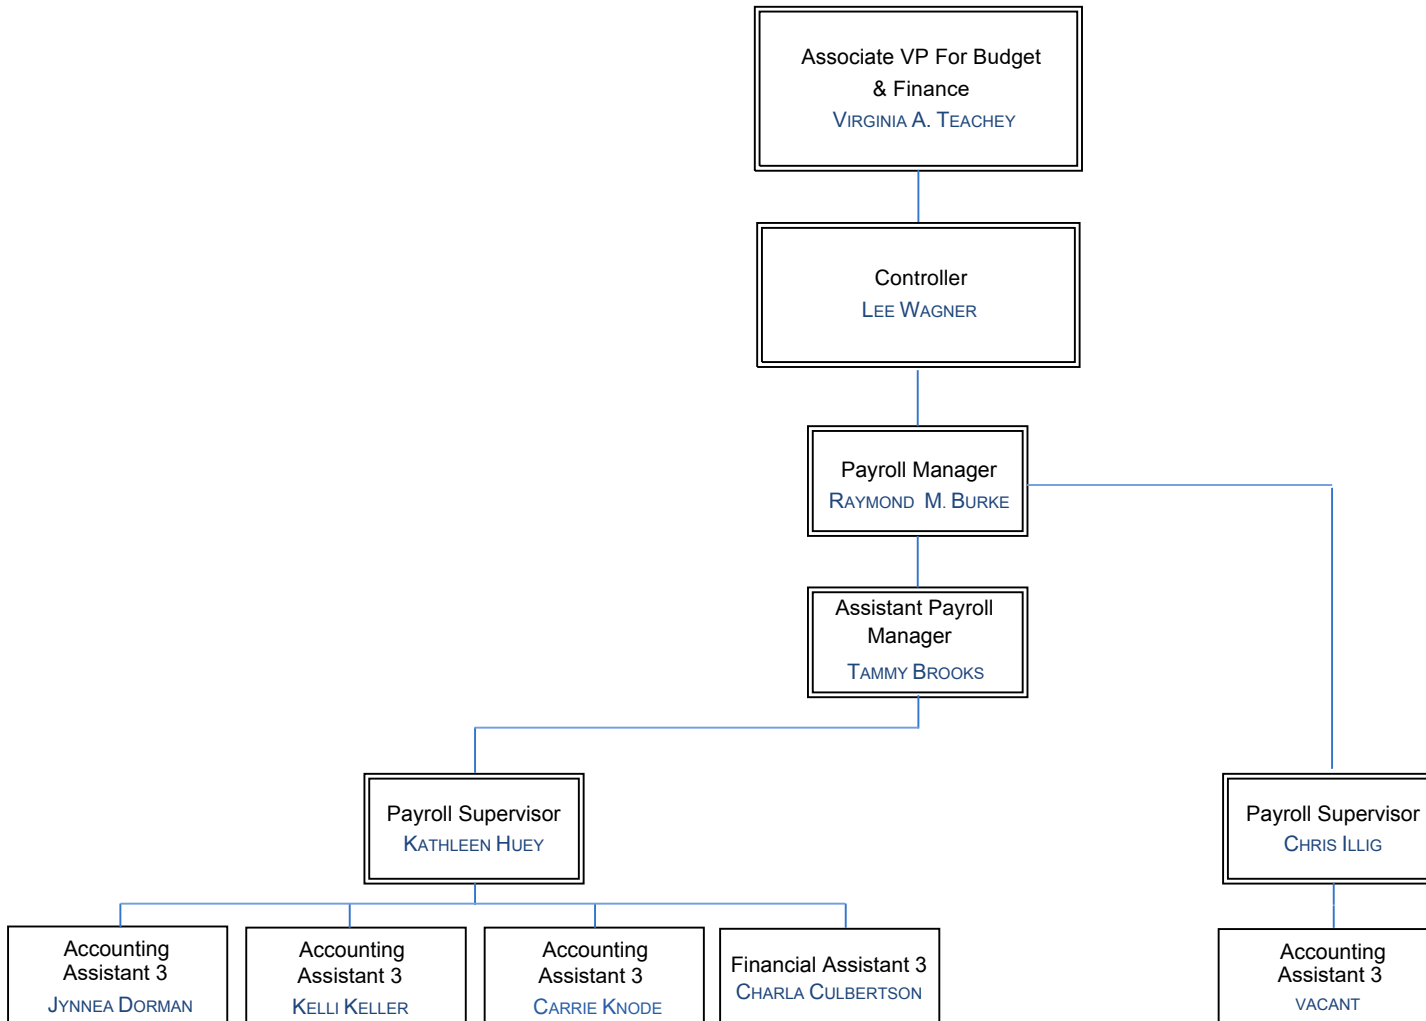 Associate VP For Budget
& Finance
VIRGINIA A. TEACHEY
Controller
LEE WAGNER
Payroll Manager
RAYMOND M. BURKE
Assistant Payroll
Manager
TAMMY BROOKS
Payroll Supervisor
KATHLEEN HUEY
Payroll Supervisor
CHRIS ILLIG
Accounting
Assistant 3
JYNNEA DORMAN
Accounting
Assistant 3
KELLI KELLER
Accounting
Assistant 3
CARRIE KNODE
Financial Assistant 3
CHARLA CULBERTSON
Accounting
Assistant 3
VACANT